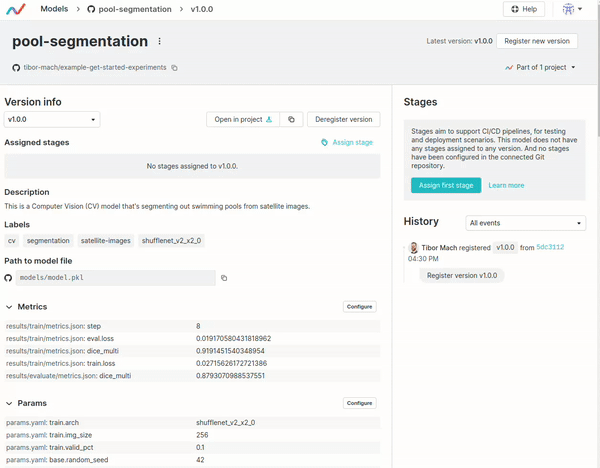 Models > pool-segmentation > v1.0.0
Help
pool-segmentation
Latest version: v1.0.0
Register new version
tibor-mach/example-get-started-experiments
Part of 1 project
Version info
v1.0.0
Open in project
Deregister version
Assigned stages
Assign stage
No stages assigned to v1.0.0.
Description
This is a Computer Vision (CV) model that's segmenting out swimming pools from satellite images.
Labels
cv segmentation satellite-images shufflenet_v2_x2_0
Path to model file
models/model.pkl
Metrics
Configure
results/train/metrics.json: step 8
results/train/metrics.json: eval.loss 0.019170580431818962
results/train/metrics.json: dice_multi 0.9191451540348954
results/train/metrics.json: train.loss 0.02715626172721386
results/evaluate/metrics.json: dice_multi 0.8793070988537551
Params
Configure
params.yaml: train.arch shufflenet_v2_x2_0
params.yaml: train.img_size 256
params.yaml: train.valid_pct 0.1
params.yaml: base.random_seed 42
Stages
Stages aim to support CI/CD pipelines, for testing
and deployment scenarios. This model does not have
any stages assigned to any version. And no stages
have been configured in the connected Git
repository.
Assign first stage
Learn more
History
All events
Tibor Mach registered v1.0.0 from 5dc3112
04:30 PM
Register version v1.0.0